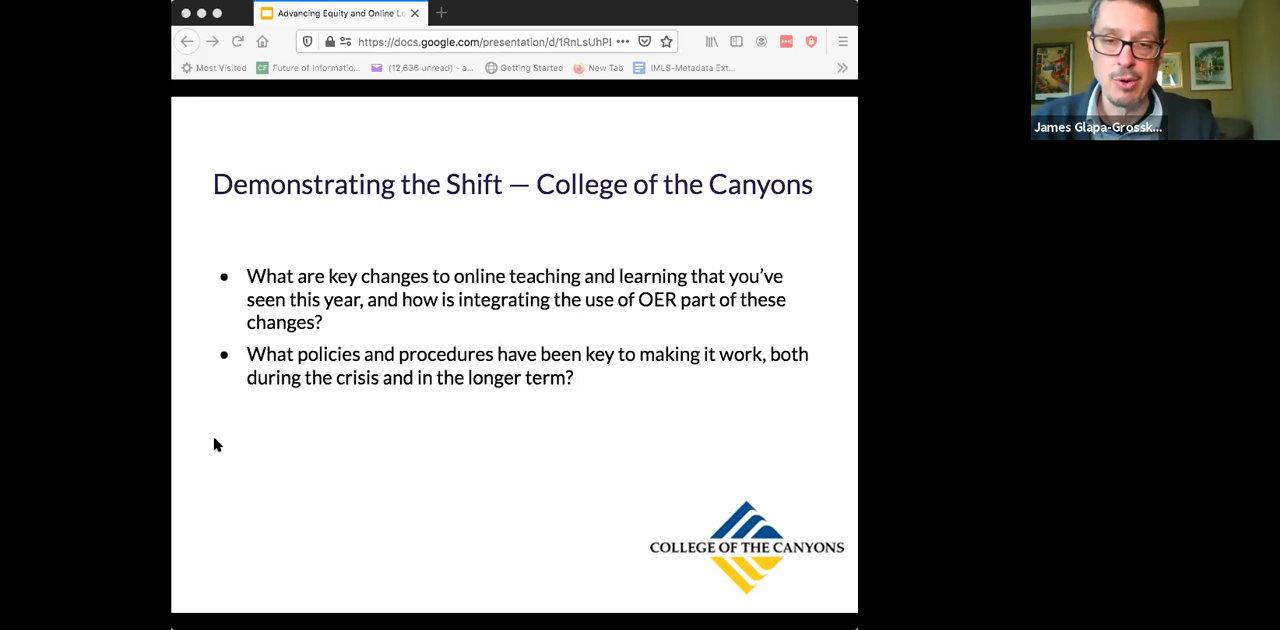 Advancing Equity and Online Le
https://docs.google.com/presentation/d/1RnLsUhPI
Most Visited
Future of Informatio...
(12,636 unread) - a...
Getting Started
New Tab
IMLS-Metadata Ext...
James Glapa-Grossk...
Demonstrating the Shift — College of the Canyons
• What are key changes to online teaching and learning that you've
seen this year, and how is integrating the use of OER part of these
changes?
• What policies and procedures have been key to making it work, both
during the crisis and in the longer term?
COLLEGE OF THE CANYONS